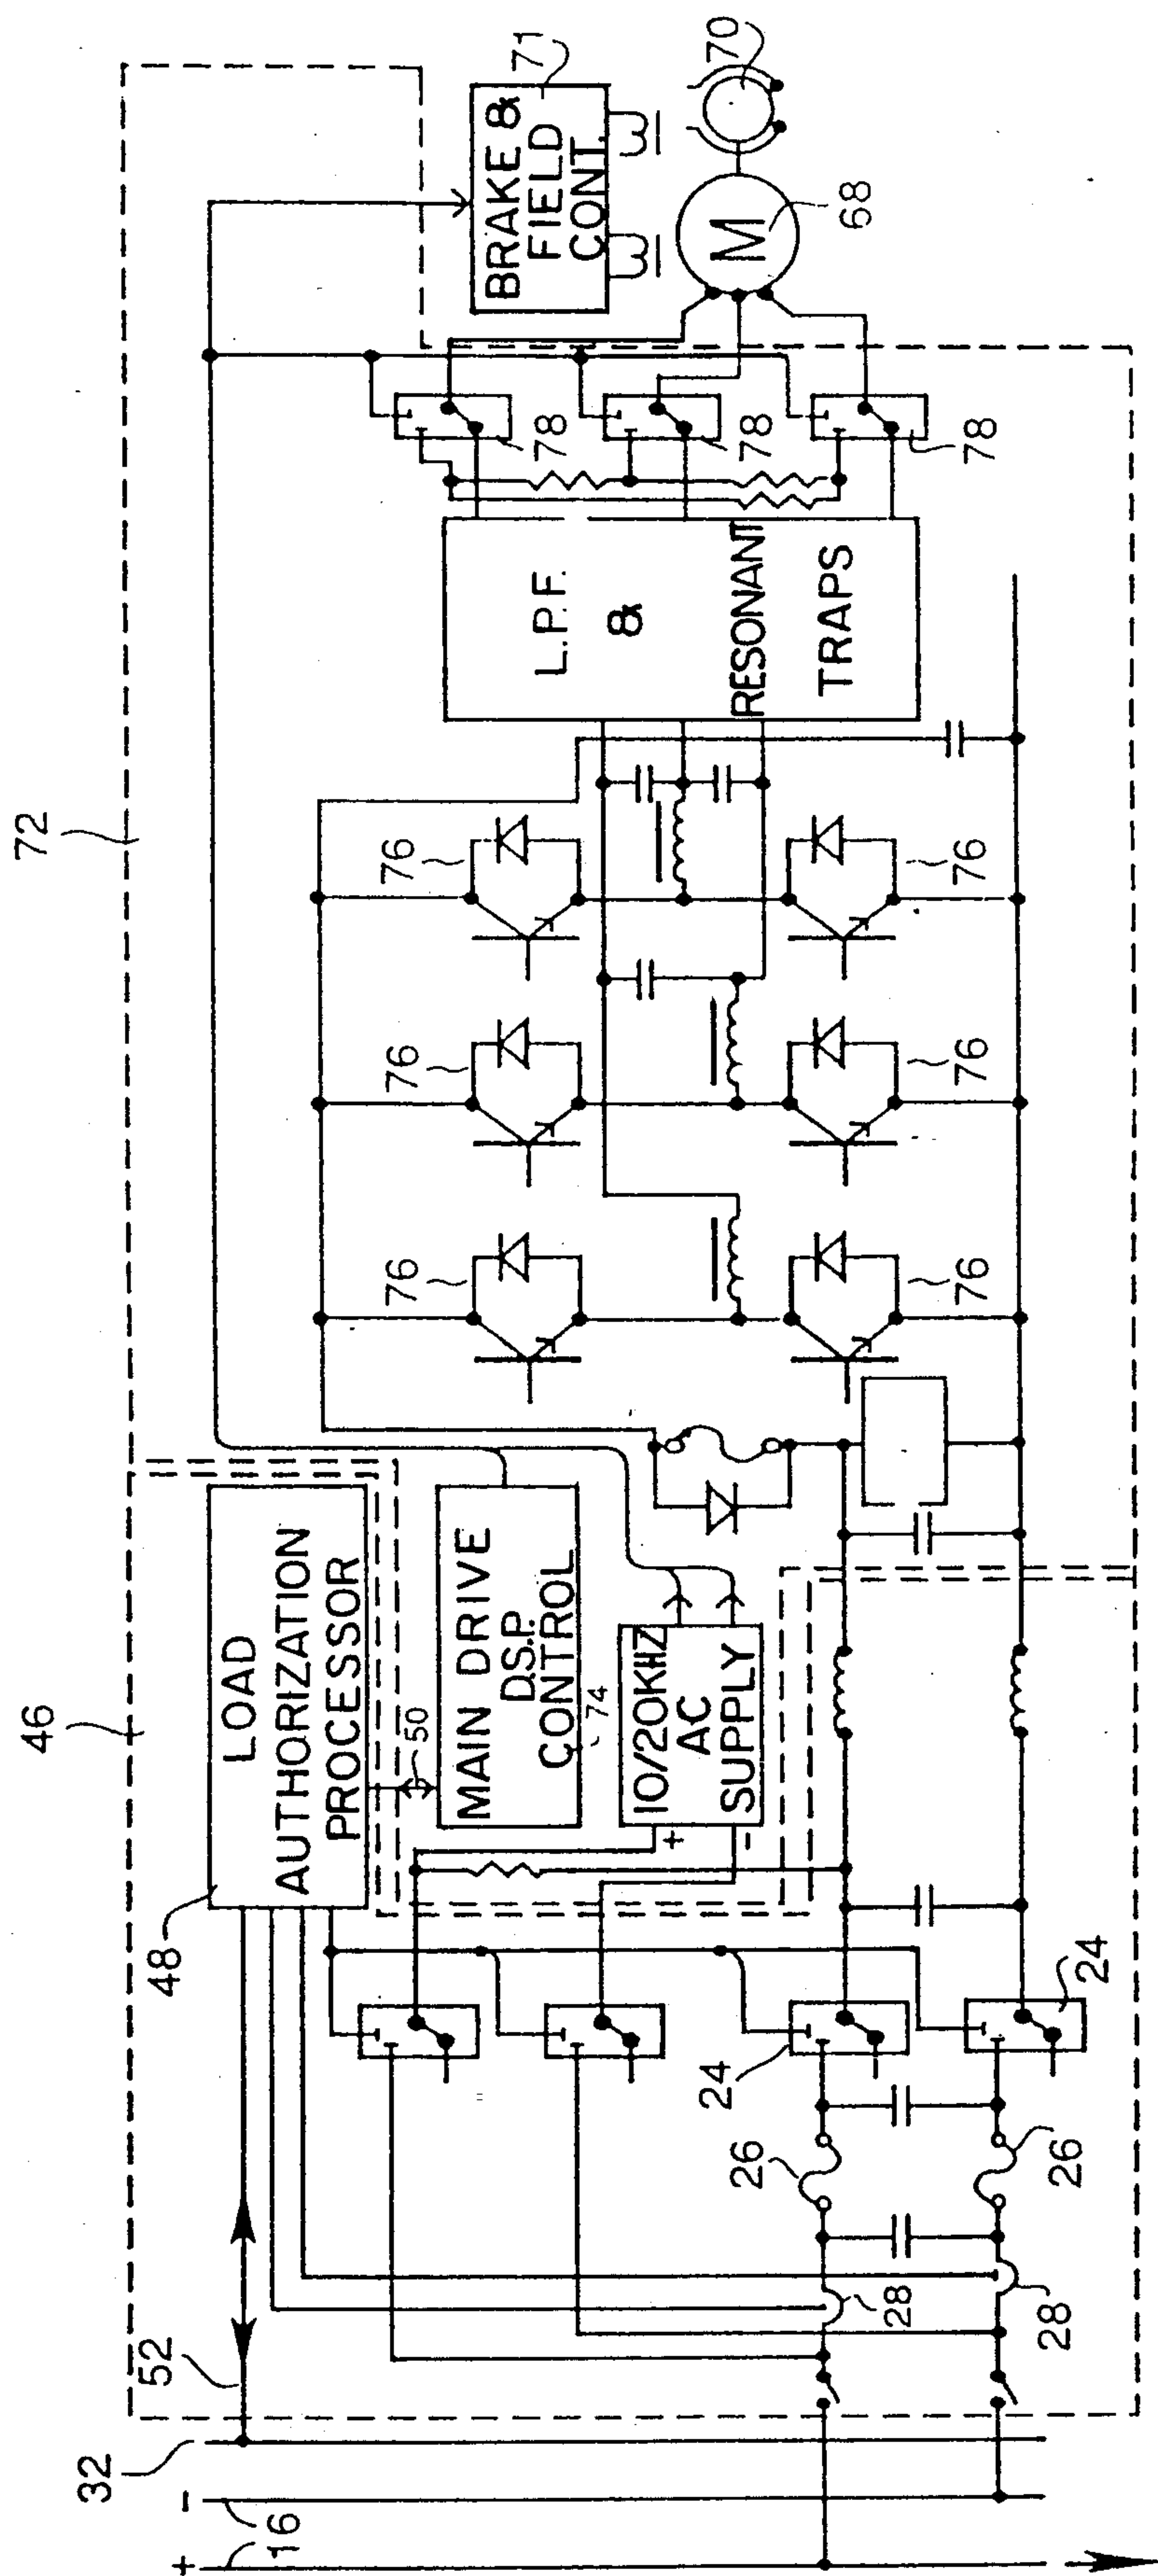 72
46
71
70
BRAKE &
FIELD
CONT.
M
68
78
78
78
L.P.F.
&
RESONANT
TRAPS
76
76
76
76
76
76
LOAD
AUTHORIZATION
PROCESSOR
48
50
MAIN DRIVE
D.S.P.
CONTROL
74
10/20KHZ
AC
SUPPLY
+
-
24
24
26
26
28
28
52
32
-
16
+